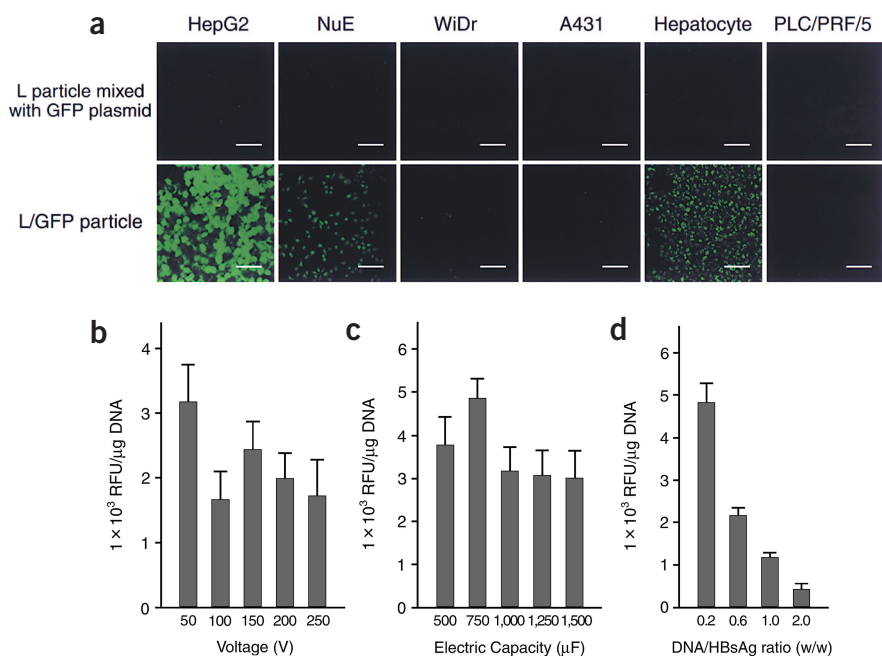 a
HepG2 NuE WiDr A431 Hepatocyte PLC/PRF/5
L particle mixed
with GFP plasmid
L/GFP particle
b
1 × 10³ RFU/μg DNA
4
3
2
1
0
50 100 150 200 250
Voltage (V)
c
1 × 10³ RFU/μg DNA
6
5
4
3
2
1
0
500 750 1,000 1,250 1,500
Electric Capacity (μF)
d
1 × 10³ RFU/μg DNA
6
5
4
3
2
1
0
0.2 0.6 1.0 2.0
DNA/HBsAg ratio (w/w)